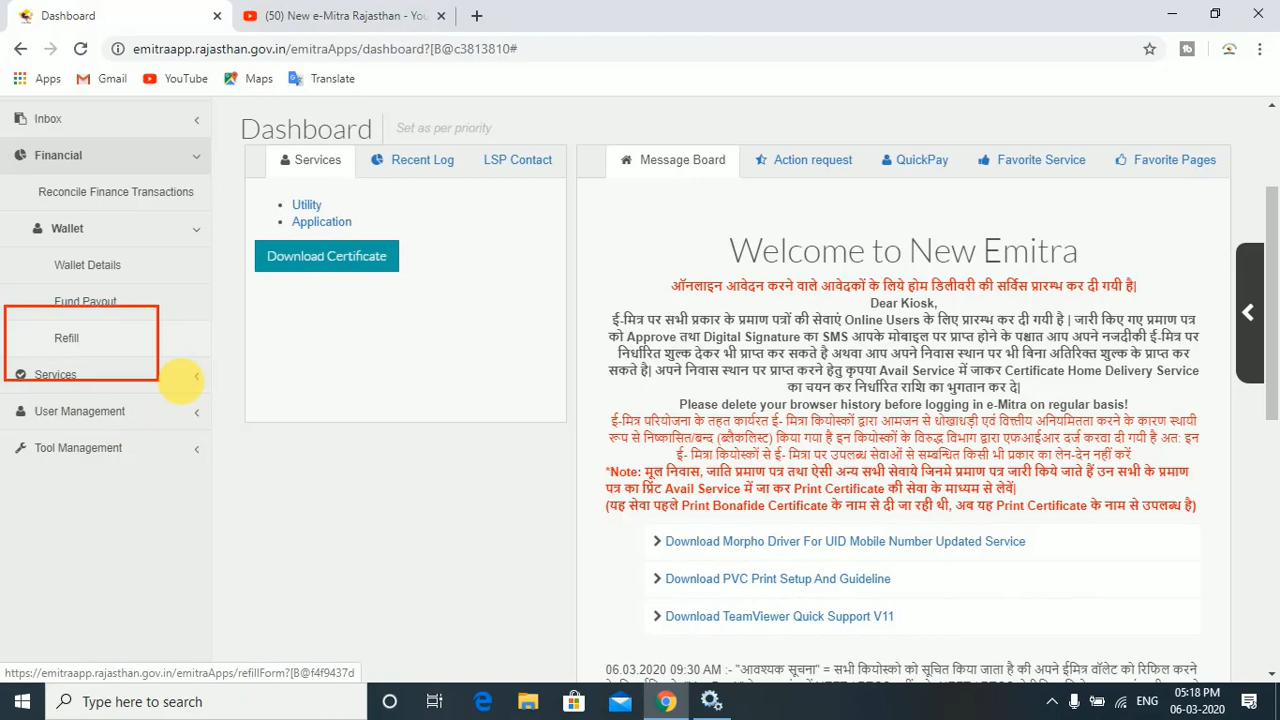 Dashboard
(50) New e-Mitra Rajasthan - You
emitraapp.rajasthan.gov.in/emitraApps/dashboard?[B@c3813810#
Apps
Gmail
YouTube
Maps
Translate
Inbox
Financial
Reconcile Finance Transactions
Wallet
Wallet Details
Fund Payout
Refill
Services
User Management
Tool Management
Dashboard
Set as per priority
Services
Recent Log
LSP Contact
Utility
Application
Download Certificate
Message Board
Action request
QuickPay
Favorite Service
Favorite Pages
Welcome to New Emitra
ऑनलाइन आवेदन करने वाले आवेदकों के लिये होम डिलीवरी की सर्विस प्रारम्भ कर दी गयी है|
Dear Kiosk,
ई-मित्र पर सभी प्रकार के प्रमाण पत्रों की सेवाएं Online Users के लिए प्रारम्भ कर दी गयी है | जारी किए गए प्रमाण पत्र
को Approve तथा Digital Signature का SMS आपके मोबाइल पर प्राप्त होने के पश्चात आप अपने नजदीकी ई-मित्र पर
निर्धारित शुल्क देकर भी प्राप्त कर सकते है अथवा आप अपने निवास स्थान पर भी बिना अतिरिक्त शुल्क के प्राप्त कर
सकते है| अपने निवास स्थान पर प्राप्त करने हेतु कृपया Avail Service में जाकर Certificate Home Delivery Service
का चयन कर निर्धारित राशि का भुगतान कर दे|
Please delete your browser history before logging in e-Mitra on regular basis!
ई-मित्र परियोजना के तहत कार्यरत ई- मित्रा कियोस्कों द्वारा आमजन से धोखाधड़ी एवं वित्तीय अनियमितता करने के कारण स्थायी
रूप से निष्कासित/बन्द (ब्लैकलिस्ट) किया गया है इन कियोस्कों के विरुद्ध विभाग द्वारा एफआईआर दर्ज करवा दी गयी है अत: इन
ई- मित्रा कियोस्कों से ई- मित्रा पर उपलब्ध सेवाओं से सम्बन्धित किसी भी प्रकार का लेन-देन नहीं करें
*Note: मूल निवास, जाति प्रमाण पत्र तथा ऐसी अन्य सभी सेवाये जिनमे प्रमाण पत्र जारी किये जाते हैं उन सभी के प्रमाण
पत्र का प्रिंट Avail Service में जा कर Print Certificate की सेवा के माध्यम से लेवें|
(यह सेवा पहले Print Bonafide Certificate के नाम से दी जा रही थी, अब यह Print Certificate के नाम से उपलब्ध है)
Download Morpho Driver For UID Mobile Number Updated Service
Download PVC Print Setup And Guideline
Download TeamViewer Quick Support V11
06.03.2020 09:30 AM :- "आवश्यक सूचना" = सभी कियोस्को को सूचित किया जाता है की अपने ईमित्र वॉलेट को रिफिल करने
https://emitraapp.rajasthan.gov.in/emitraApps/refillForm?[B@f4f9437d
Type here to search
ENG
05:18 PM
06-03-2020